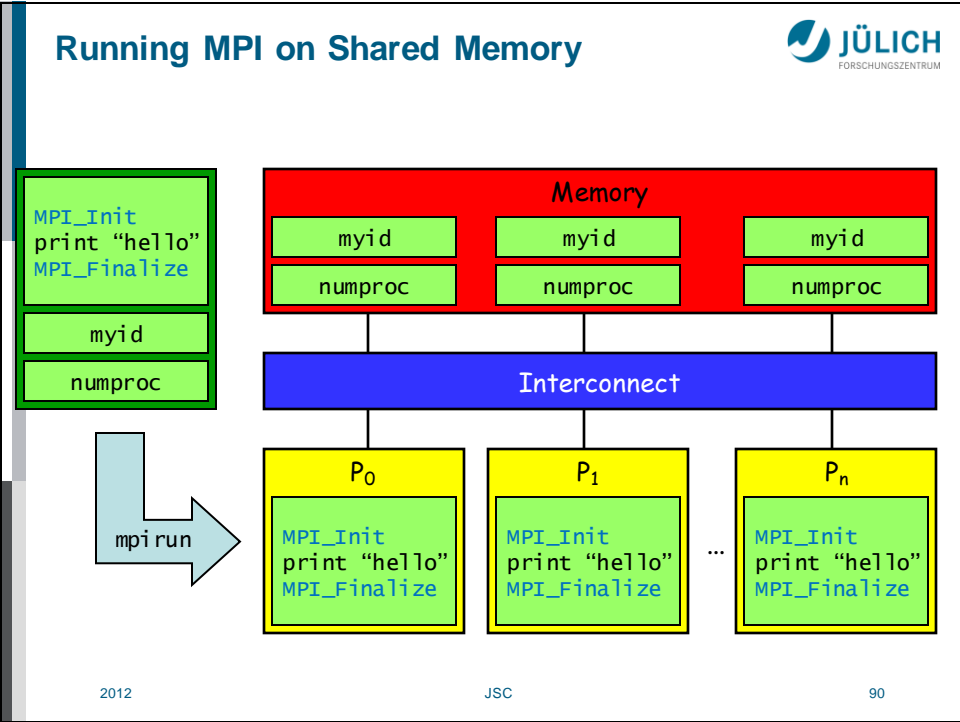 Running MPI on Shared Memory
JÜLICH
FORSCHUNGSZENTRUM
MPI_Init
print “hello”
MPI_Finalize
myid
numproc
mpirun
Memory
myid
myid
myid
numproc
numproc
numproc
Interconnect
P0
MPI_Init
print “hello”
MPI_Finalize
P1
MPI_Init
print “hello”
MPI_Finalize
...
Pn
MPI_Init
print “hello”
MPI_Finalize
2012
JSC
90